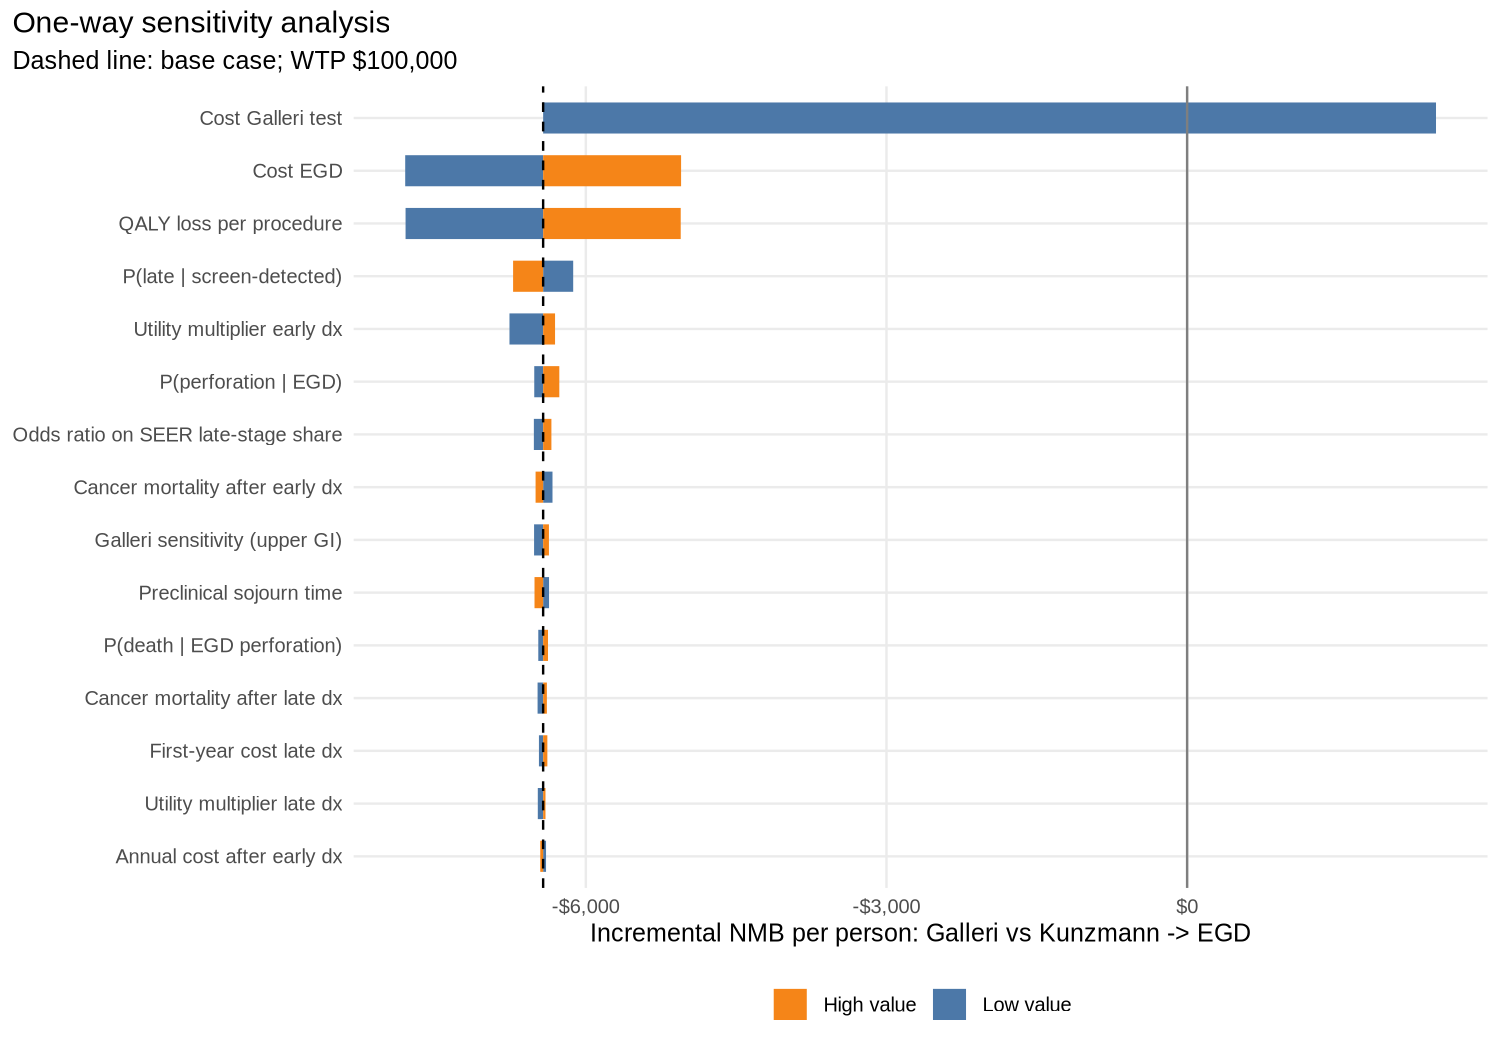 One-way sensitivity analysis
Dashed line: base case; WTP $100,000
Cost Galleri test
Cost EGD
QALY loss per procedure
P(late | screen-detected)
Utility multiplier early dx
P(perforation | EGD)
Odds ratio on SEER late-stage share
Cancer mortality after early dx
Galleri sensitivity (upper GI)
Preclinical sojourn time
P(death | EGD perforation)
Cancer mortality after late dx
First-year cost late dx
Utility multiplier late dx
Annual cost after early dx
-$6,000 -$3,000 $0
Incremental NMB per person: Galleri vs Kunzmann -> EGD
High value Low value